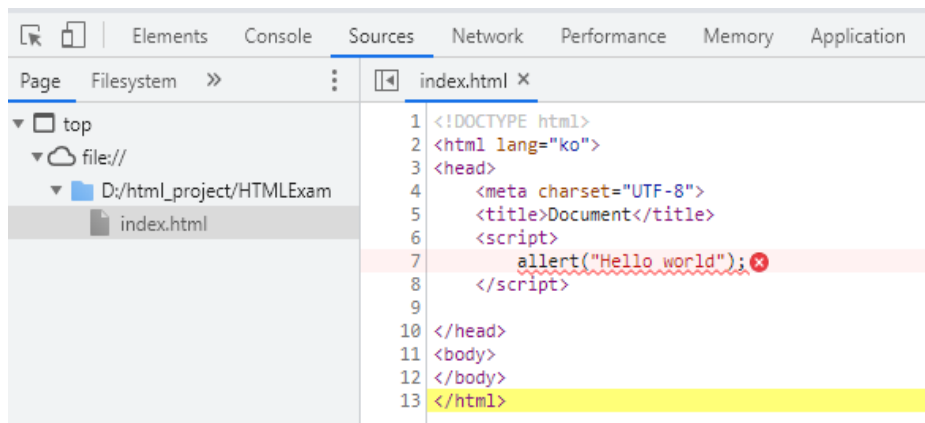 Elements Console Sources Network Performance Memory Application
Page Filesystem »
index.html ×
top
file://
D:/html_project/HTMLExam
index.html
1 <!DOCTYPE html>
2 <html lang="ko">
3 <head>
4 <meta charset="UTF-8">
5 <title>Document</title>
6 <script>
7 allert("Hello world");
8 </script>
9
10 </head>
11 <body>
12 </body>
13 </html>